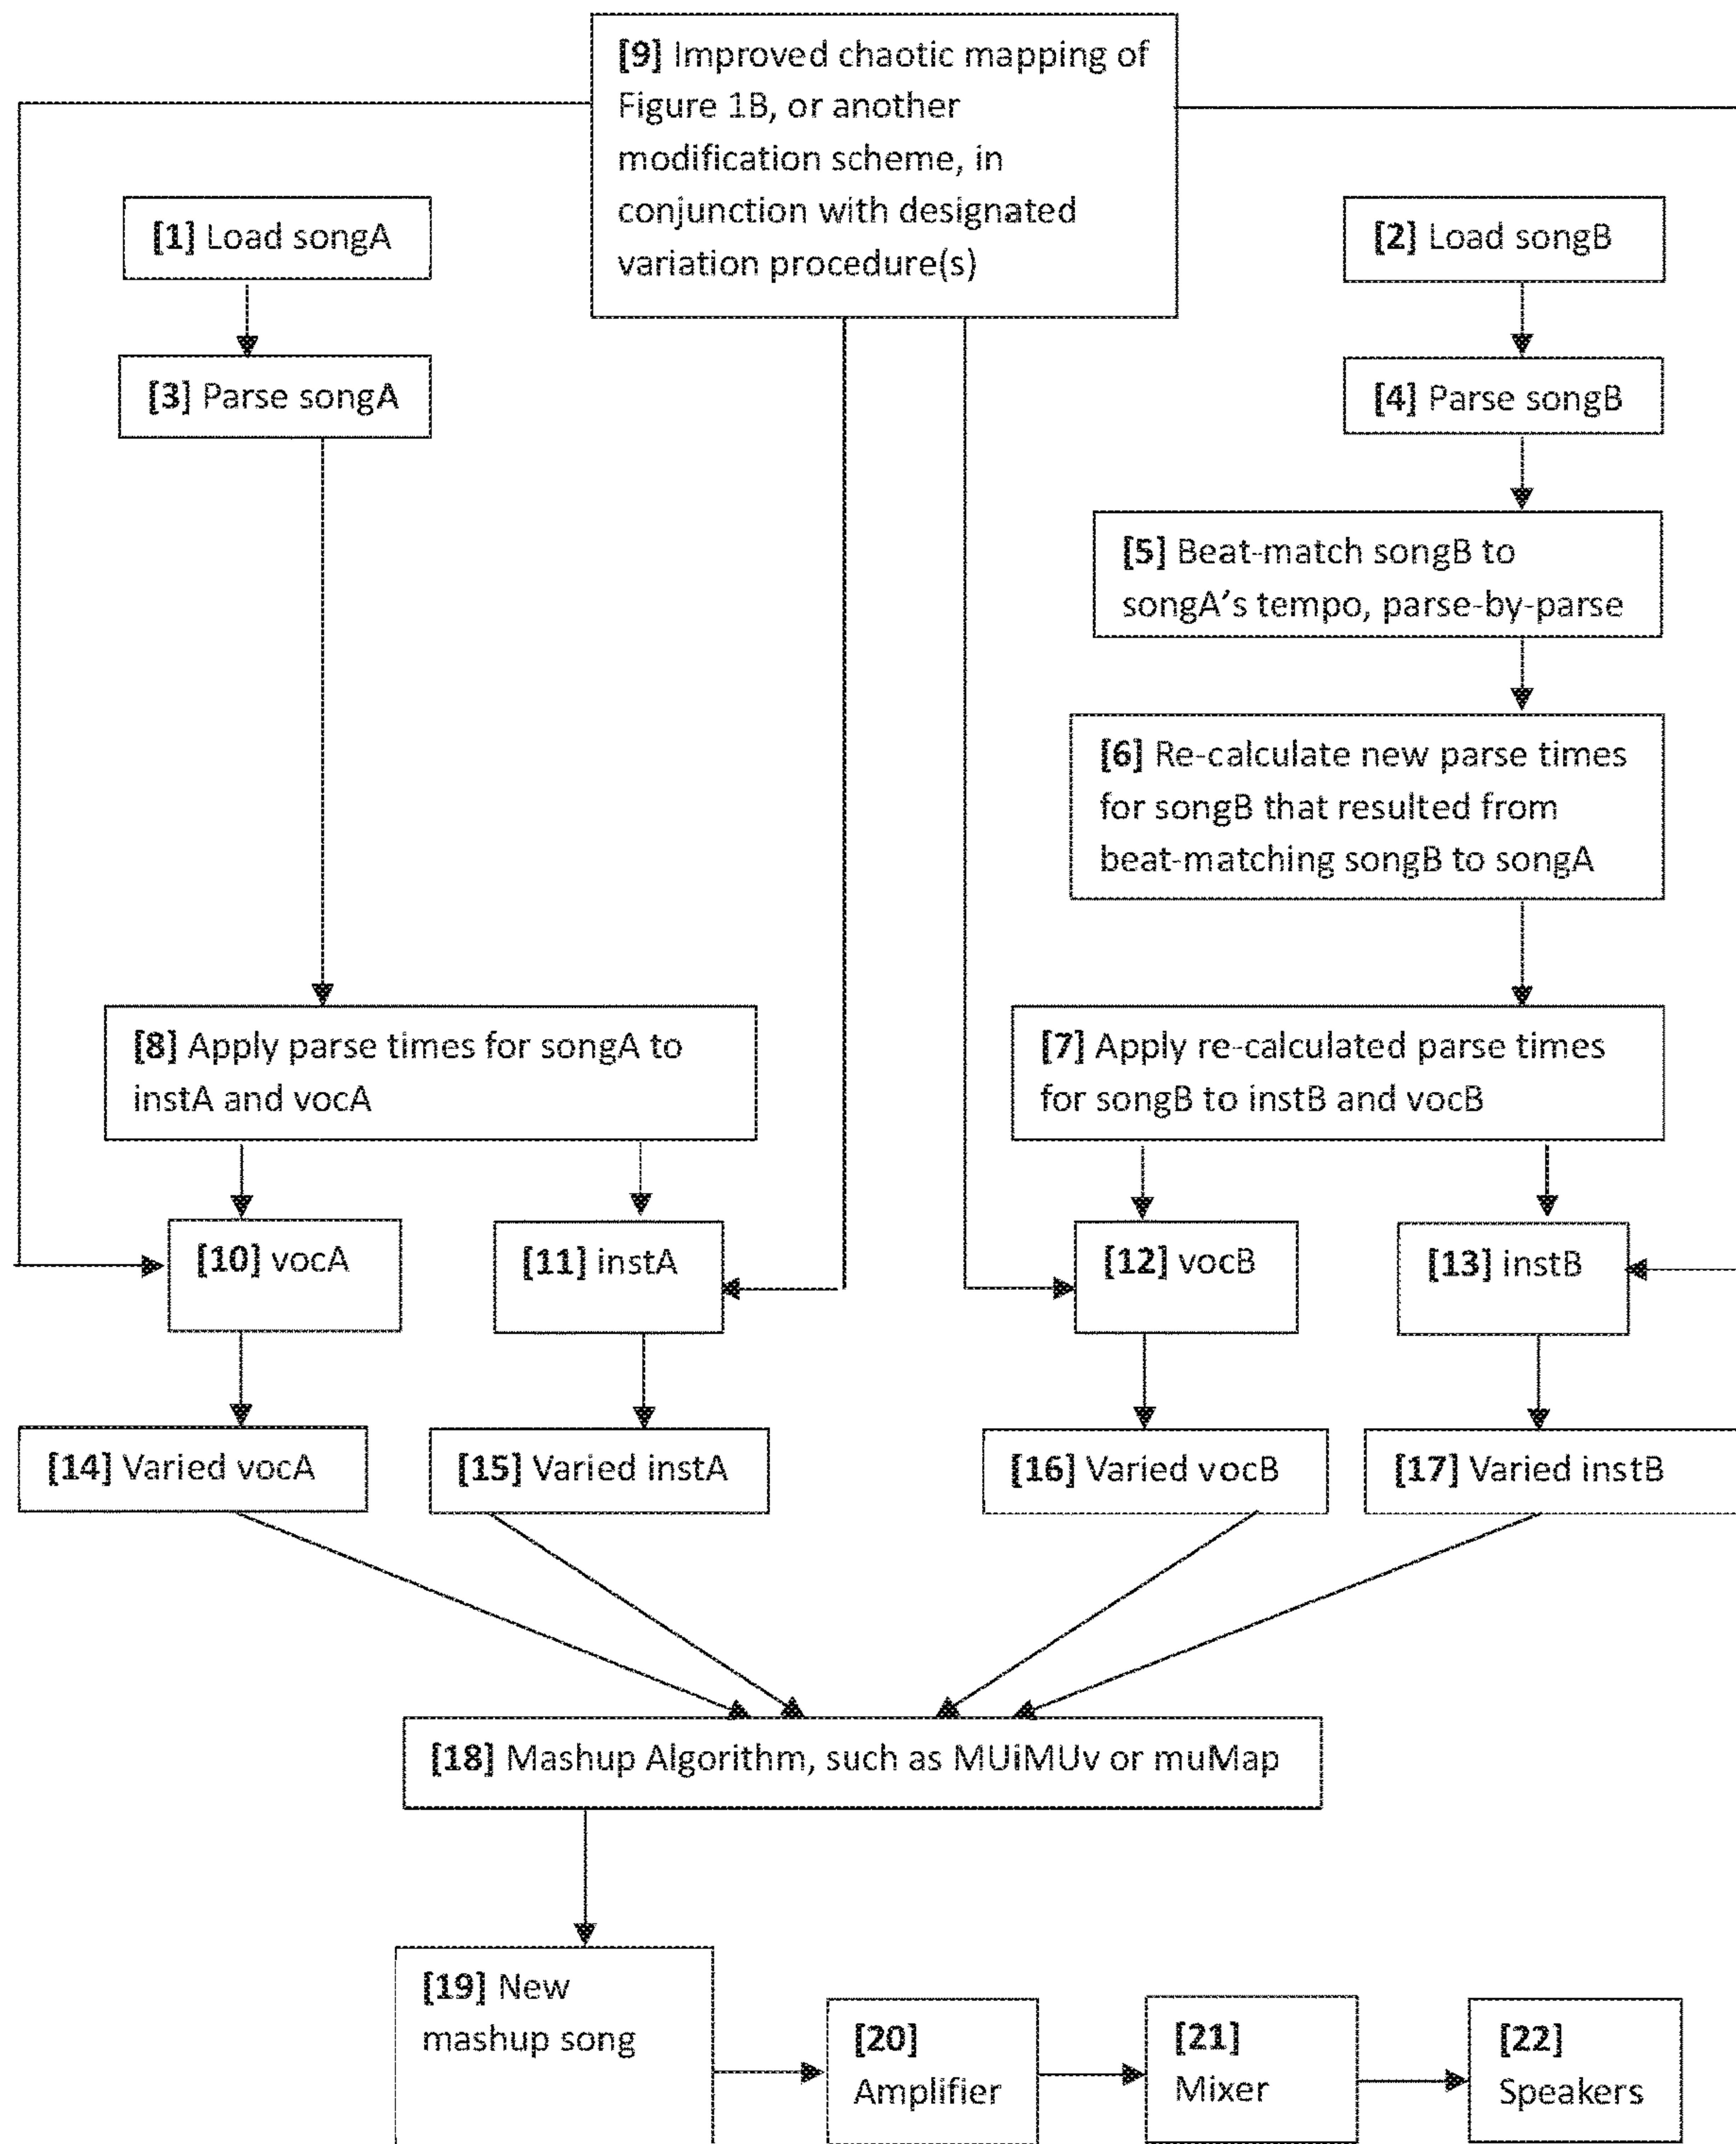 [9] Improved chaotic mapping of
Figure 1B, or another
modification scheme, in
conjunction with designated
variation procedure(s)
[1] Load songA
[2] Load songB
[3] Parse songA
[4] Parse songB
[5] Beat-match songB to
songA's tempo, parse-by-parse
[6] Re-calculate new parse times
for songB that resulted from
beat-matching songB to songA
[8] Apply parse times for songA to
instA and vocA
[7] Apply re-calculated parse times
for songB to instB and vocB
[10] vocA
[11] instA
[12] vocB
[13] instB
[14] Varied vocA
[15] Varied instA
[16] Varied vocB
[17] Varied instB
[18] Mashup Algorithm, such as MUiMUv or muMap
[19] New
mashup song
[20]
Amplifier
[21]
Mixer
[22]
Speakers